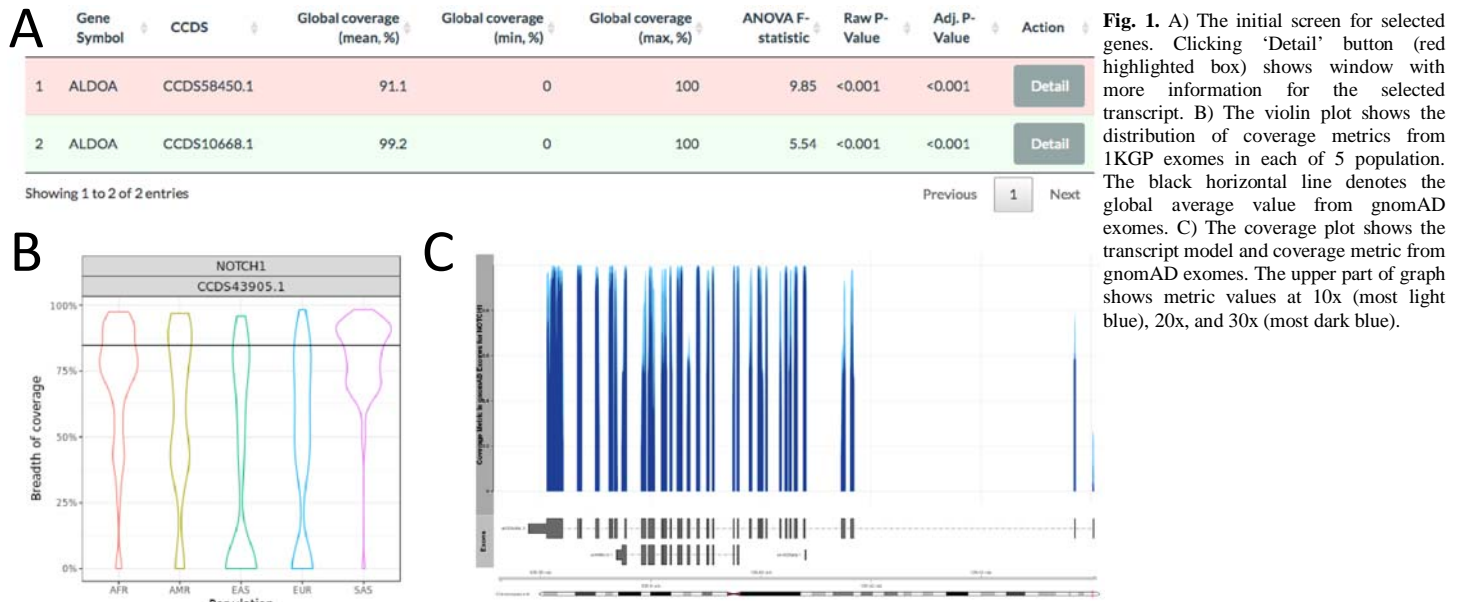 A
Gene Symbol CCDS Global coverage (mean, %) Global coverage (min, %) Global coverage (max, %) ANOVA F-statistic Raw P-Value Adj. P-Value Action
1 ALDOA CCDS58450.1 91.1 0 100 9.85 <0.001 <0.001 Detail
2 ALDOA CCDS10668.1 99.2 0 100 5.54 <0.001 <0.001 Detail
Showing 1 to 2 of 2 entries
Previous 1 Next
Fig. 1. A) The initial screen for selected
genes. Clicking ‘Detail’ button (red
highlighted box) shows window with
more information for the selected
transcript. B) The violin plot shows the
distribution of coverage metrics from
1KGP exomes in each of 5 population.
The black horizontal line denotes the
global average value from gnomAD
exomes. C) The coverage plot shows the
transcript model and coverage metric from
gnomAD exomes. The upper part of graph
shows metric values at 10x (most light
blue), 20x, and 30x (most dark blue).
B
NOTCH1
CCDS43905.1
Breadth of coverage
100%
75%
50%
25%
0%
AFR AMR EAS EUR SAS
Population
C
Coverage Metric in gnomAD Exomes for NOTCH1
Exons